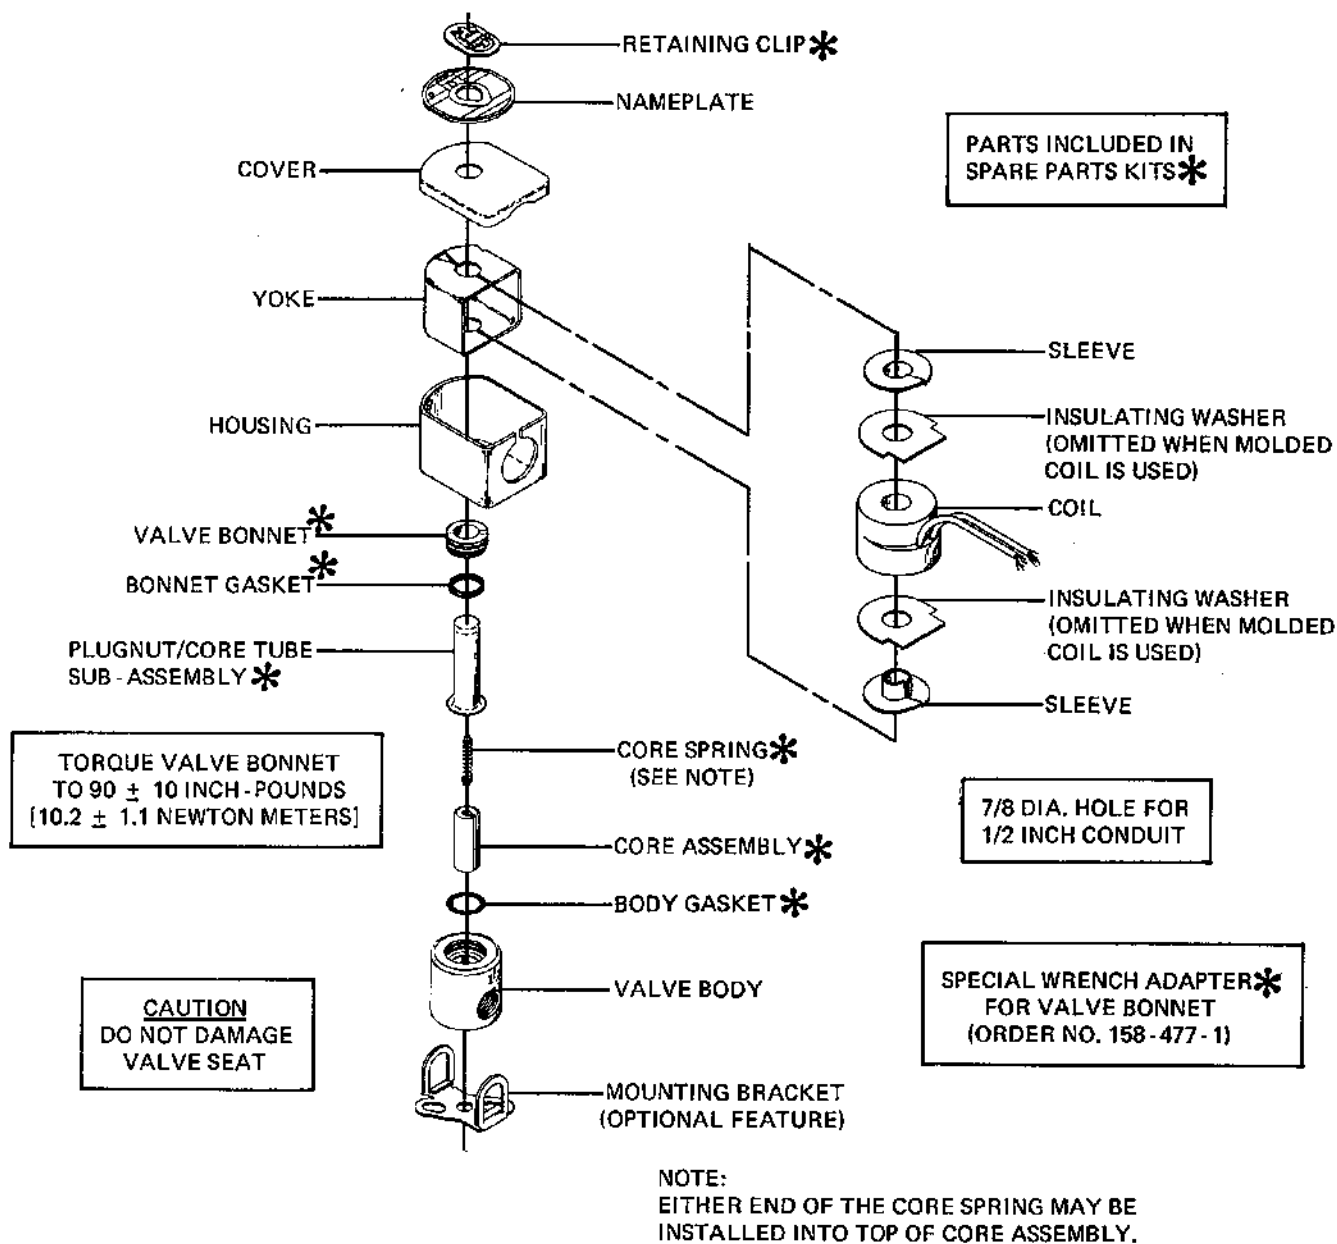 RETAINING CLIP*
NAMEPLATE
COVER
PARTS INCLUDED IN
SPARE PARTS KITS*
YOKE
SLEEVE
INSULATING WASHER
(OMITTED WHEN MOLDED
COIL IS USED)
HOUSING
COIL
VALVE BONNET*
BONNET GASKET*
INSULATING WASHER
(OMITTED WHEN MOLDED
COIL IS USED)
PLUGNUT/CORE TUBE
SUB-ASSEMBLY*
SLEEVE
TORQUE VALVE BONNET
TO 90 ± 10 INCH-POUNDS
[10.2 ± 1.1 NEWTON METERS]
CORE SPRING*
(SEE NOTE)
7/8 DIA. HOLE FOR
1/2 INCH CONDUIT
CORE ASSEMBLY*
BODY GASKET*
VALVE BODY
SPECIAL WRENCH ADAPTER*
FOR VALVE BONNET
(ORDER NO. 158-477-1)
CAUTION
DO NOT DAMAGE
VALVE SEAT
MOUNTING BRACKET
(OPTIONAL FEATURE)
NOTE:
EITHER END OF THE CORE SPRING MAY BE
INSTALLED INTO TOP OF CORE ASSEMBLY.